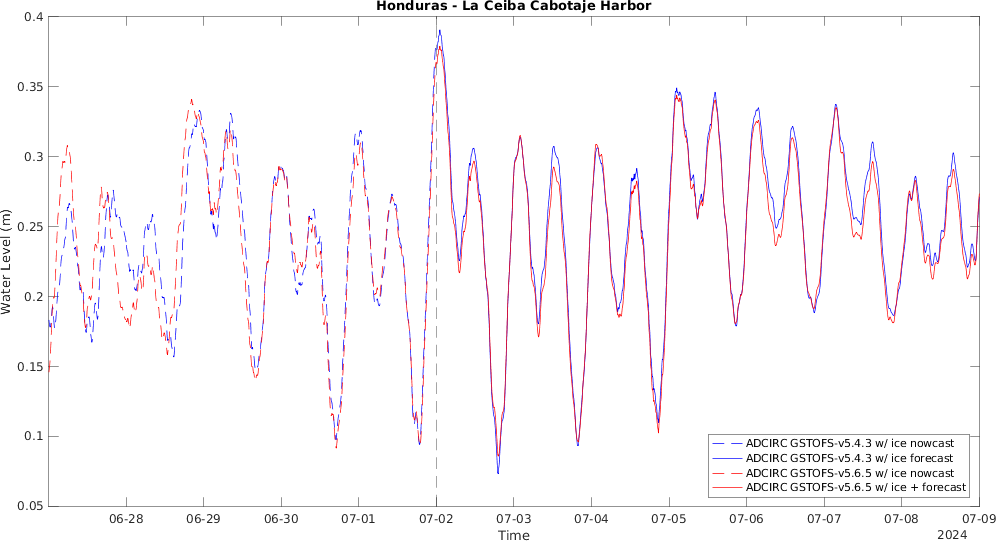 Honduras - La Ceiba Cabotaje Harbor
0.4
0.35
0.3
0.25
0.2
0.15
0.1
0.05
Water Level (m)
ADCIRC GSTOFS-v5.4.3 w/ ice nowcast
ADCIRC GSTOFS-v5.4.3 w/ ice forecast
ADCIRC GSTOFS-v5.6.5 w/ ice nowcast
ADCIRC GSTOFS-v5.6.5 w/ ice + forecast
06-28 06-29 06-30 07-01 07-02 07-03 07-04 07-05 07-06 07-07 07-08 07-09
Time
2024